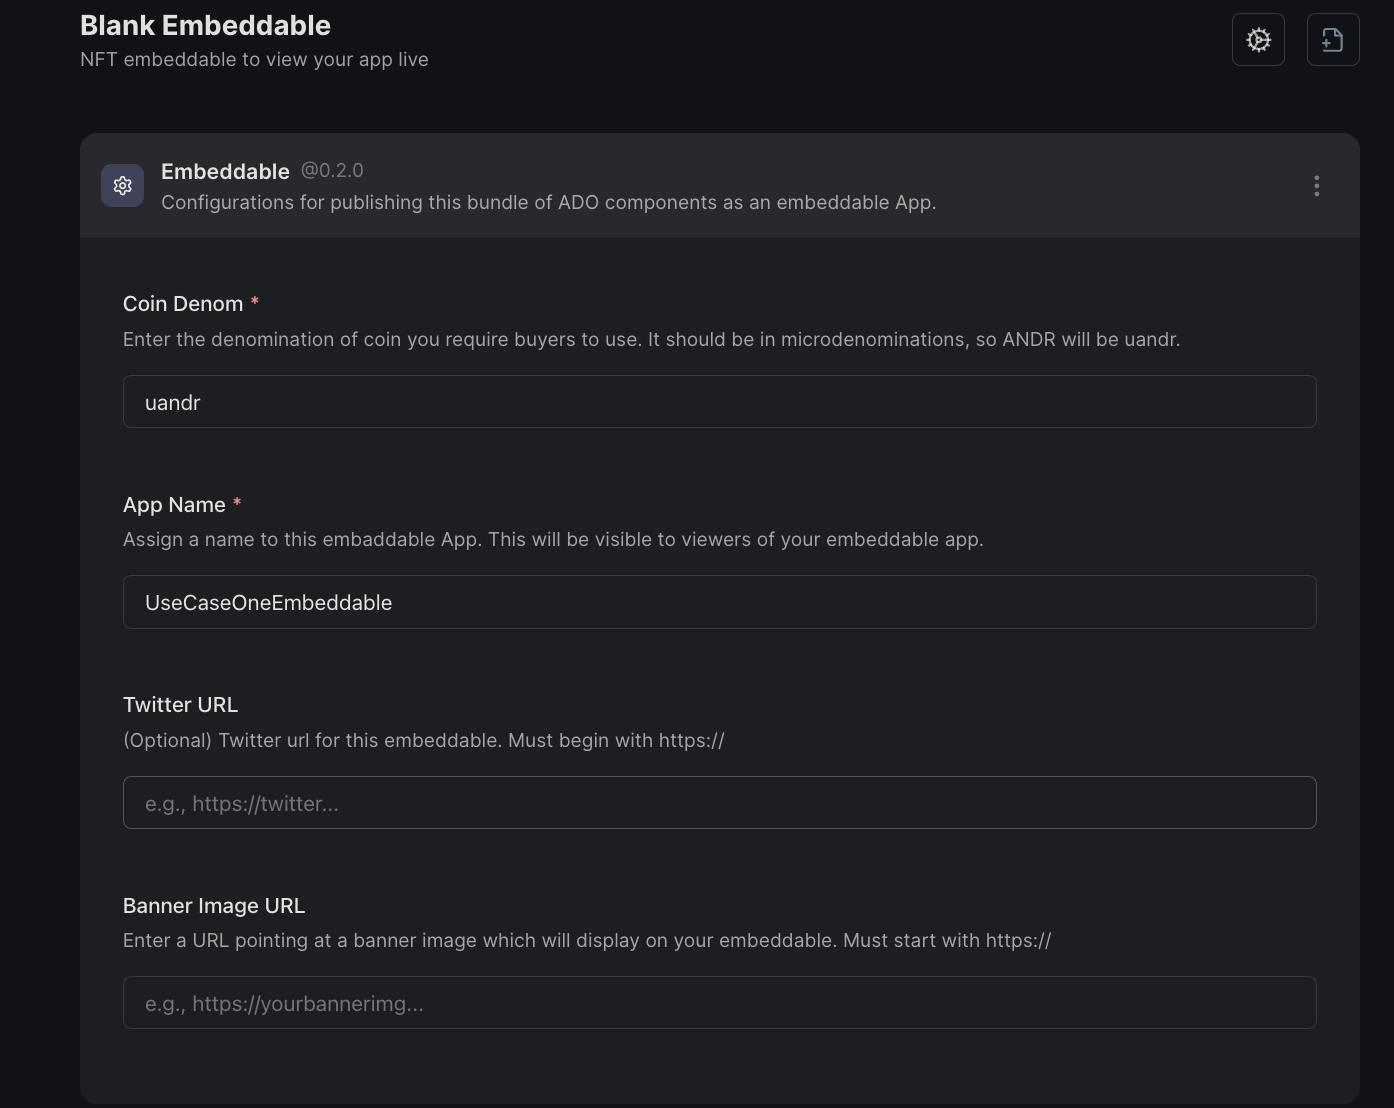 Blank Embeddable
NFT embeddable to view your app live
Embeddable @0.2.0
Configurations for publishing this bundle of ADO components as an embeddable App.
Coin Denom *
Enter the denomination of coin you require buyers to use. It should be in microdenominations, so ANDR will be uandr.
uandr
App Name *
Assign a name to this embaddable App. This will be visible to viewers of your embeddable app.
UseCaseOneEmbeddable
Twitter URL
(Optional) Twitter url for this embeddable. Must begin with https://
e.g., https://twitter...
Banner Image URL
Enter a URL pointing at a banner image which will display on your embeddable. Must start with https://
e.g., https://yourbannerimg...